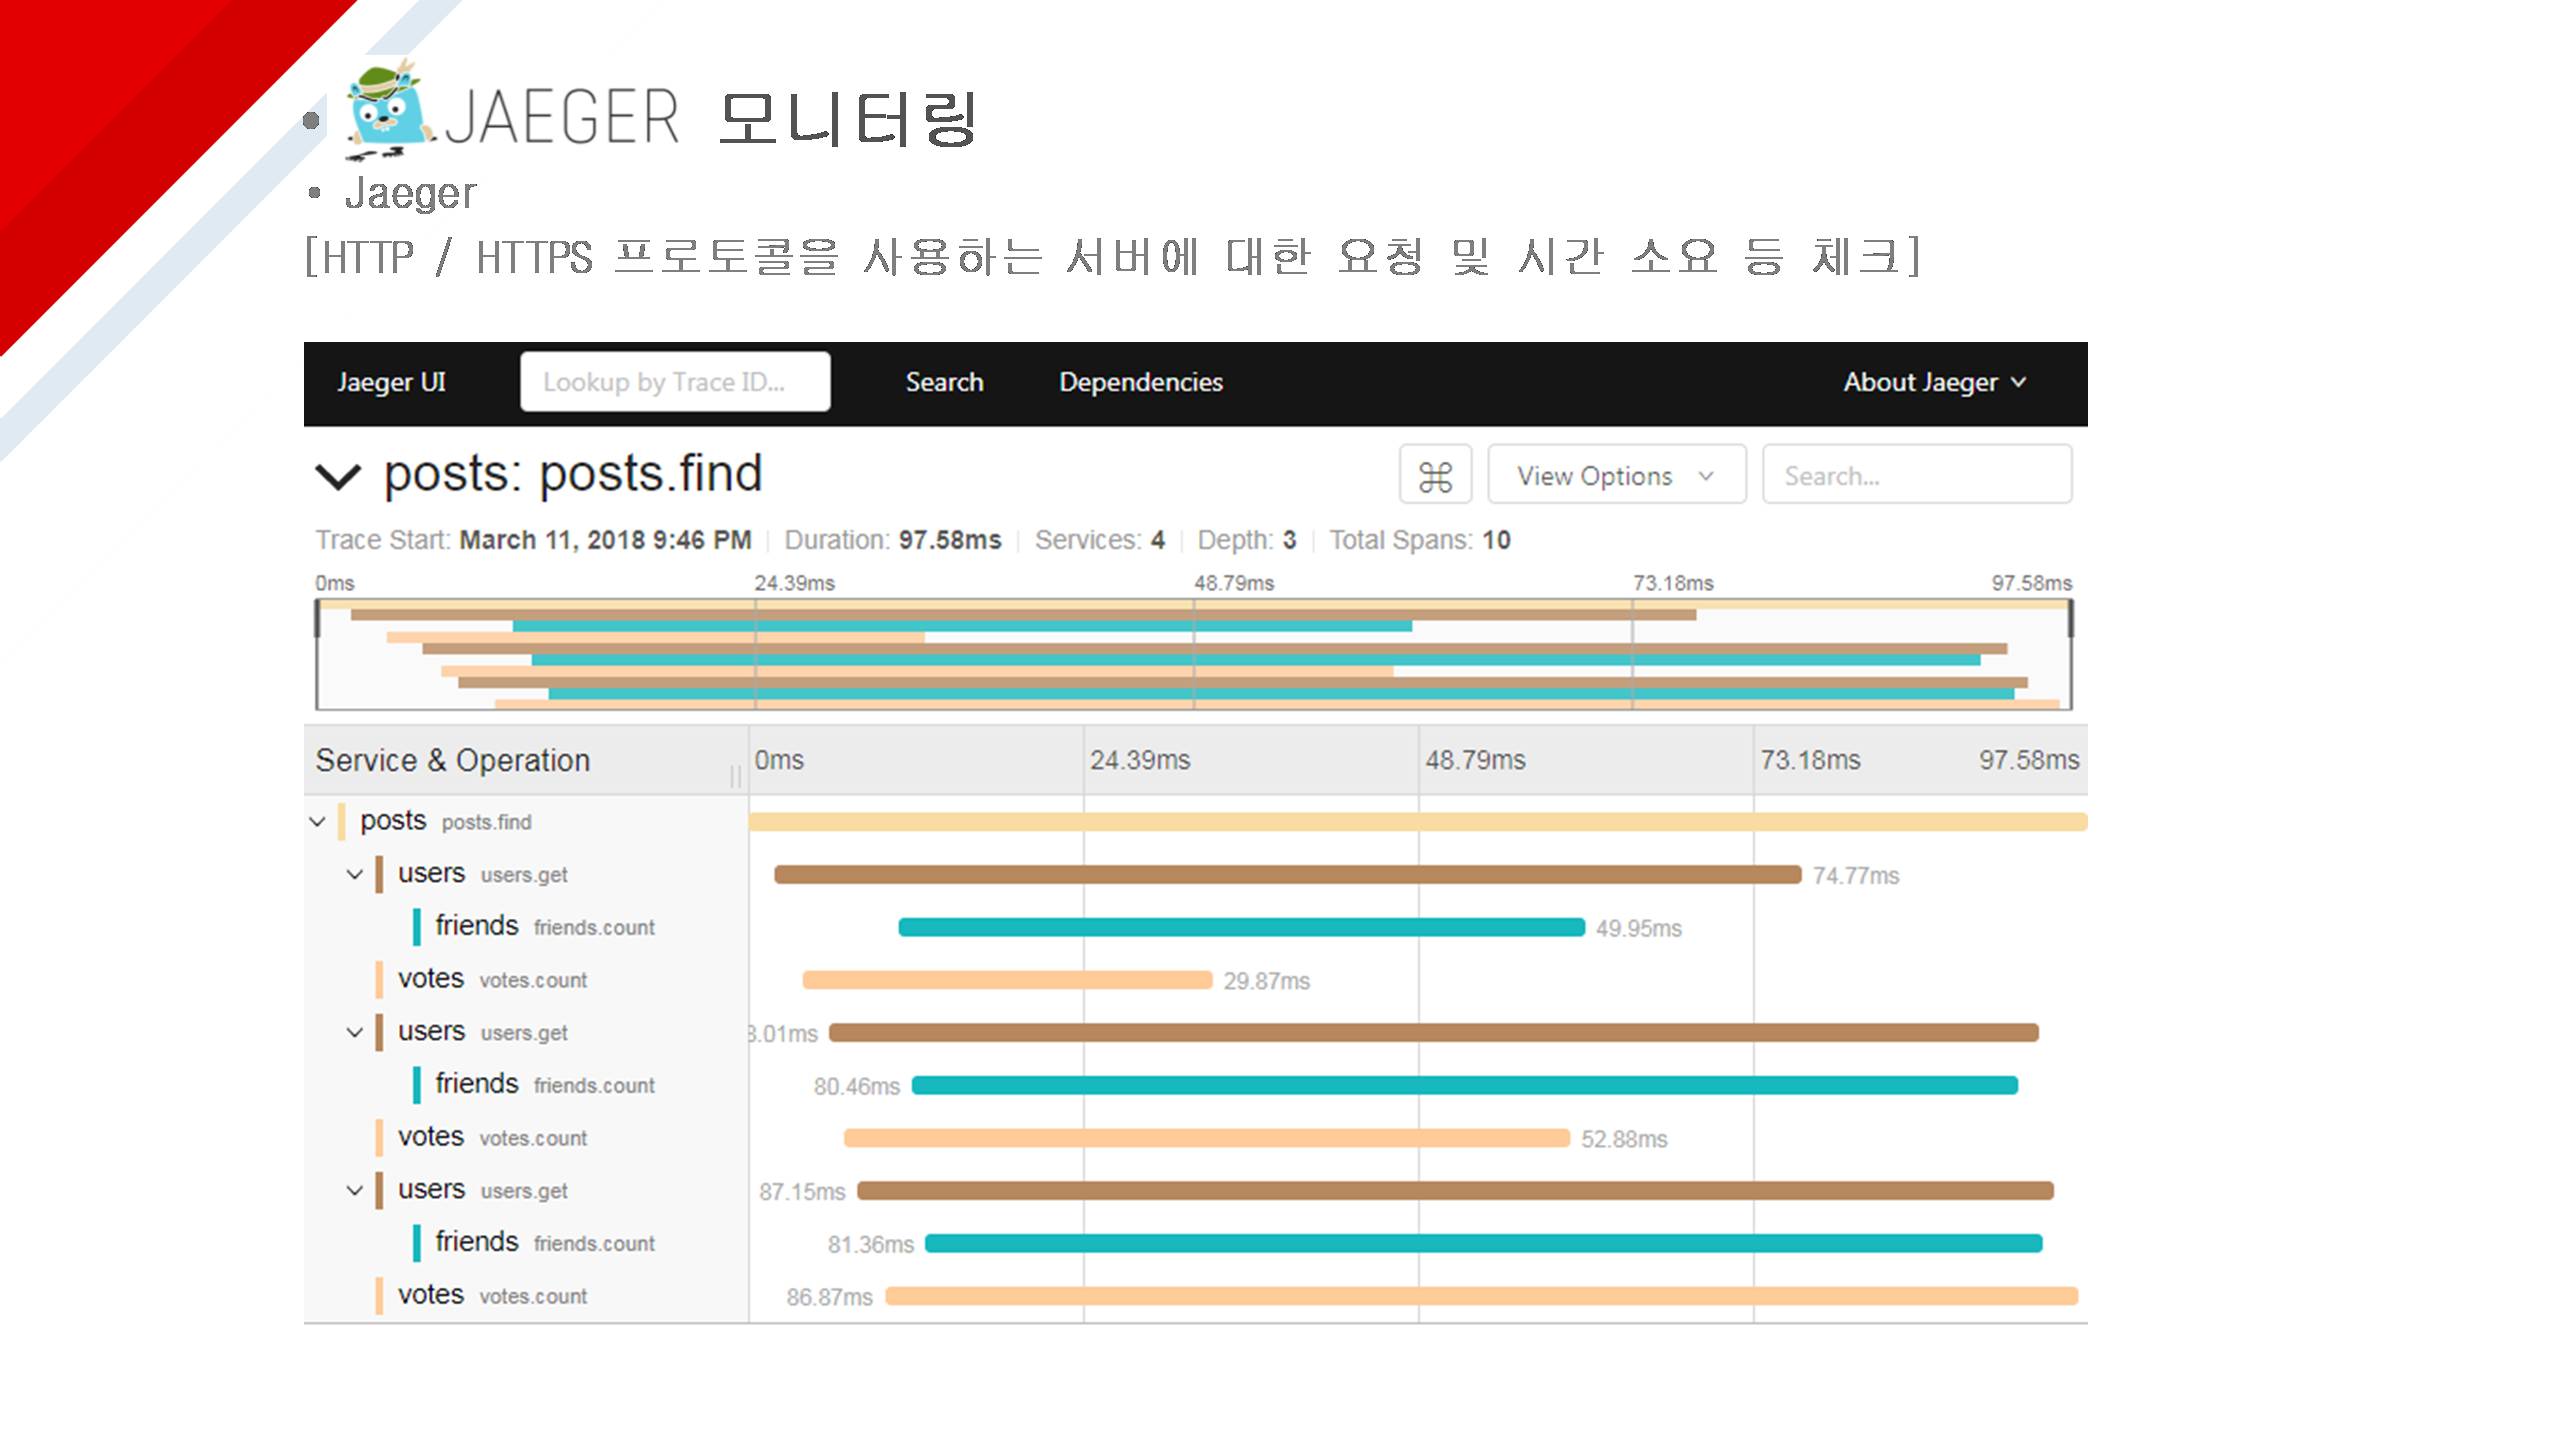 • JAEGER 모니터링
• Jaeger
[HTTP / HTTPS 프로토콜을 사용하는 서버에 대한 요청 및 시간 소요 등 체크]
Jaeger UI Lookup by Trace ID... Search Dependencies About Jaeger
posts: posts.find ⌘ View Options Search...
Trace Start: March 11, 2018 9:46 PM Duration: 97.58ms Services: 4 Depth: 3 Total Spans: 10
0ms 24.39ms 48.79ms 73.18ms 97.58ms
Service & Operation 0ms 24.39ms 48.79ms 73.18ms 97.58ms
posts posts.find
users users.get 74.77ms
friends friends.count 49.95ms
votes votes.count 29.87ms
users users.get
friends friends.count 80.46ms
votes votes.count 52.88ms
users users.get 87.15ms
friends friends.count 81.36ms
votes votes.count 86.87ms